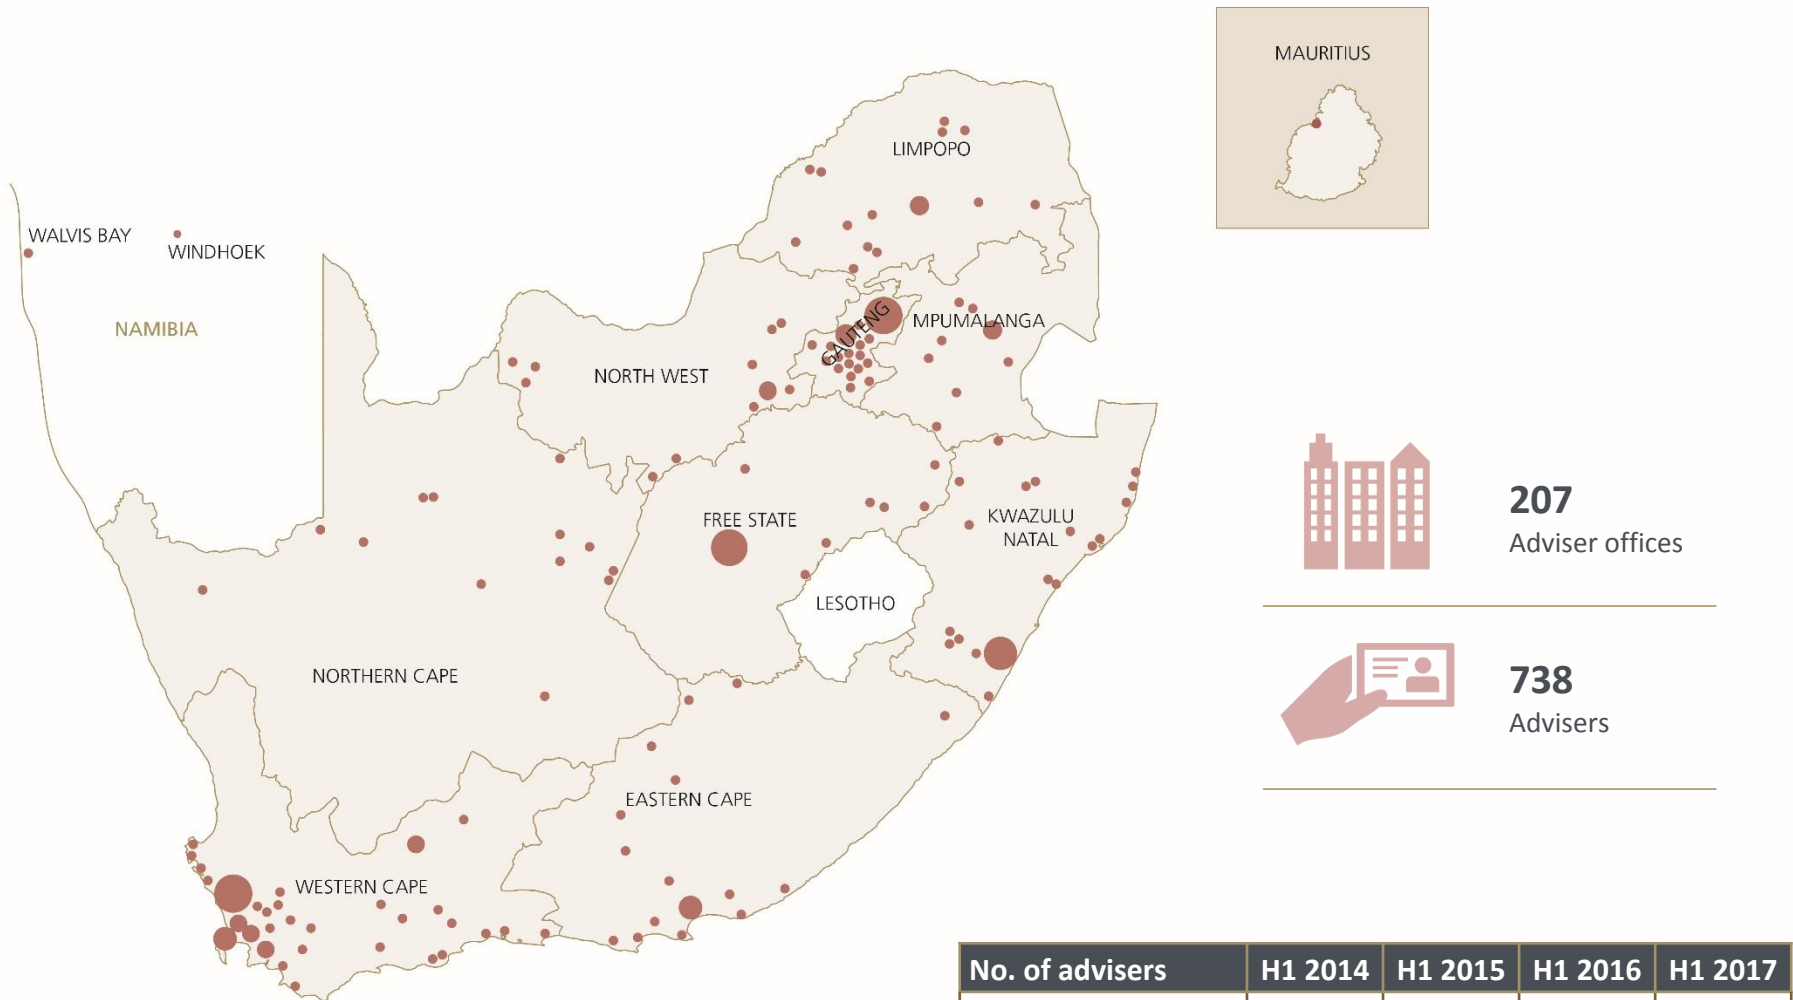 MAURITIUS
LIMPOPO
WALVIS BAY
WINDHOEK
NAMIBIA
GAUTENG
MPUMALANGA
NORTH WEST
FREE STATE
KWAZULU
NATAL
LESOTHO
NORTHERN CAPE
EASTERN CAPE
WESTERN CAPE
207
Adviser offices
738
Advisers
No. of advisers H1 2014 H1 2015 H1 2016 H1 2017